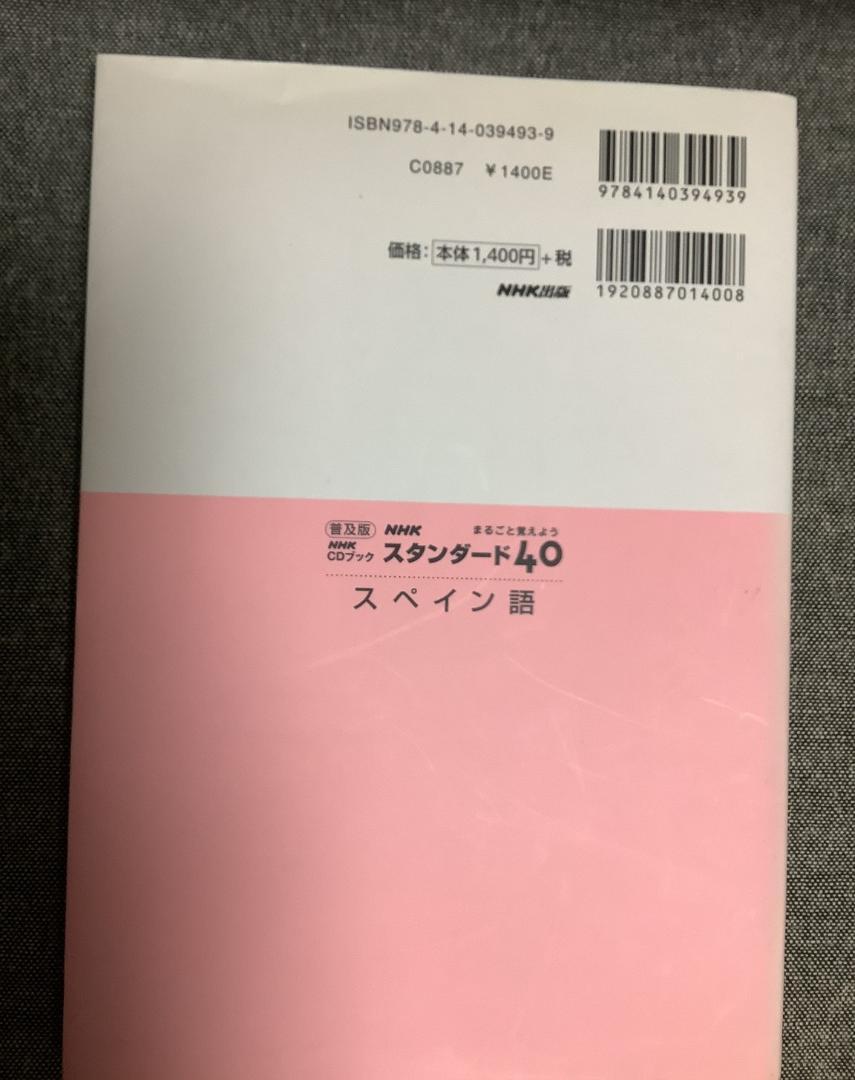 ISBN978-4-14-039493-9
C0887 ¥1400E
9784140394939
価格：本体1,400円+税
NHK出版
1920887014008
普及版 NHK まるごと覚えよう
NHK CDブック スタンダード40
スペイン語